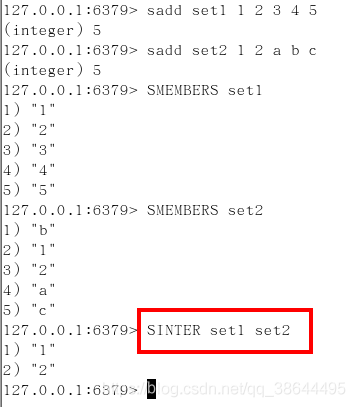 127.0.0.1:6379> sadd set1 1 2 3 4 5
(integer) 5
127.0.0.1:6379> sadd set2 1 2 a b c
(integer) 5
127.0.0.1:6379> SMEMBERS set1
1) "1"
2) "2"
3) "3"
4) "4"
5) "5"
127.0.0.1:6379> SMEMBERS set2
1) "b"
2) "1"
3) "2"
4) "a"
5) "c"
127.0.0.1:6379> SINTER set1 set2
1) "1"
2) "2"
127.0.0.1:6379>
blog.csdn.net/qq_38644495